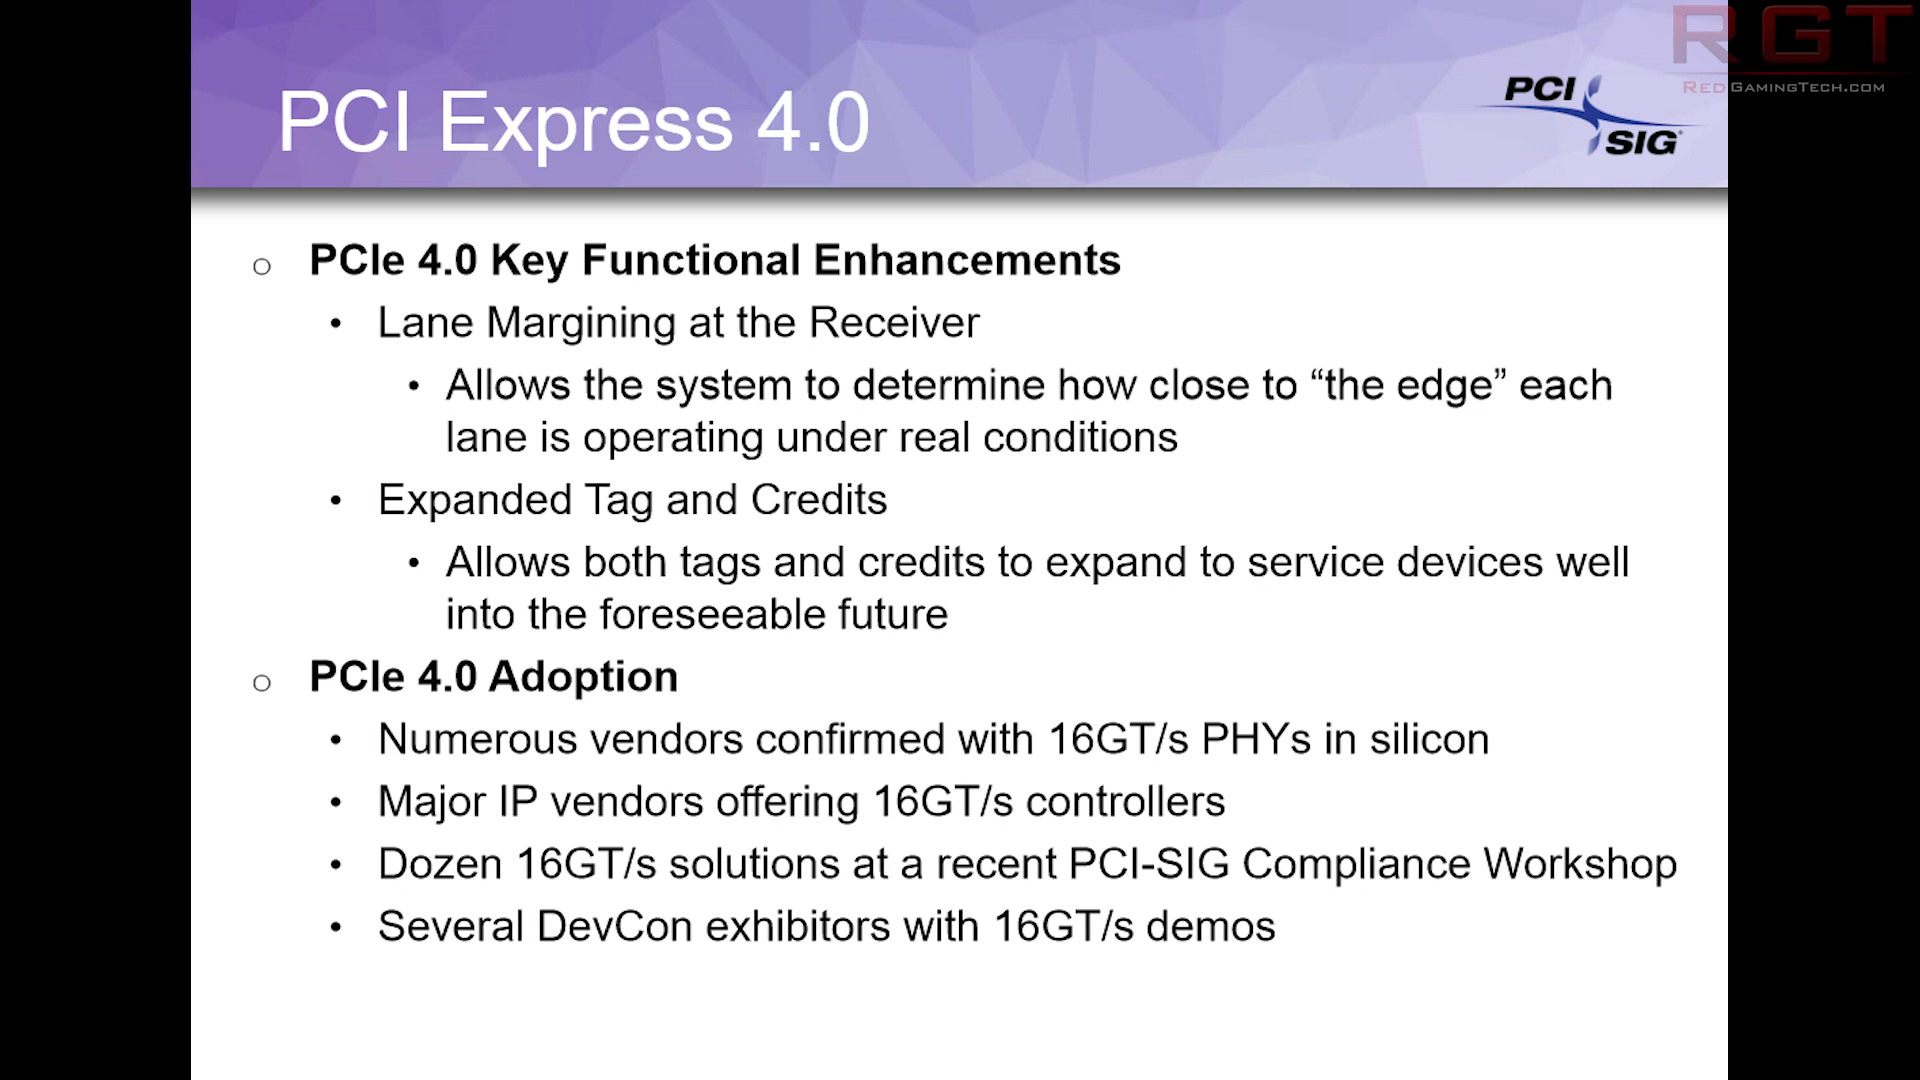 RGT
REDGAMINGTECH.COM
PCI Express 4.0
PCI
SIG
PCIe 4.0 Key Functional Enhancements
Lane Margining at the Receiver
Allows the system to determine how close to “the edge” each
lane is operating under real conditions
Expanded Tag and Credits
Allows both tags and credits to expand to service devices well
into the foreseeable future
PCIe 4.0 Adoption
Numerous vendors confirmed with 16GT/s PHYs in silicon
Major IP vendors offering 16GT/s controllers
Dozen 16GT/s solutions at a recent PCI-SIG Compliance Workshop
Several DevCon exhibitors with 16GT/s demos